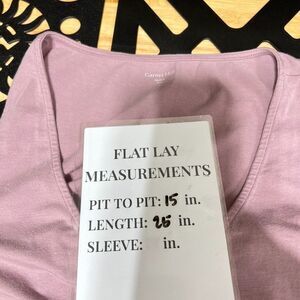 FLAT LAY
MEASUREMENTS
PIT TO PIT: 15 in.
LENGTH: 25 in.
SLEEVE: in.